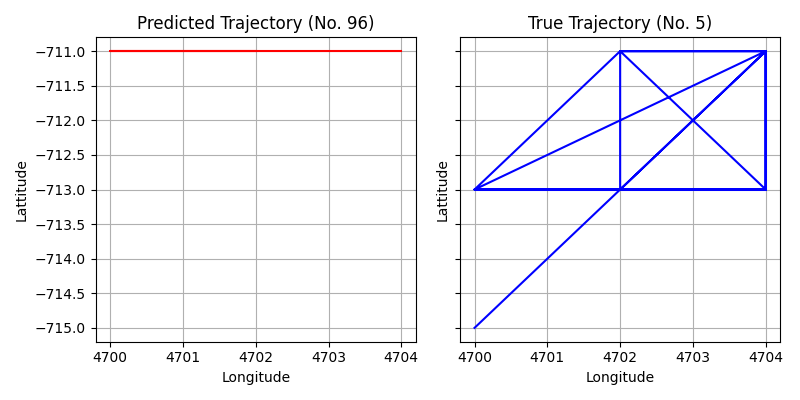 Predicted Trajectory (No. 96)
−711.0
−711.5
−712.0
−712.5
−713.0
−713.5
−714.0
−714.5
−715.0
Lattitude
4700 4701 4702 4703 4704
Longitude
True Trajectory (No. 5)
Lattitude
4700 4701 4702 4703 4704
Longitude